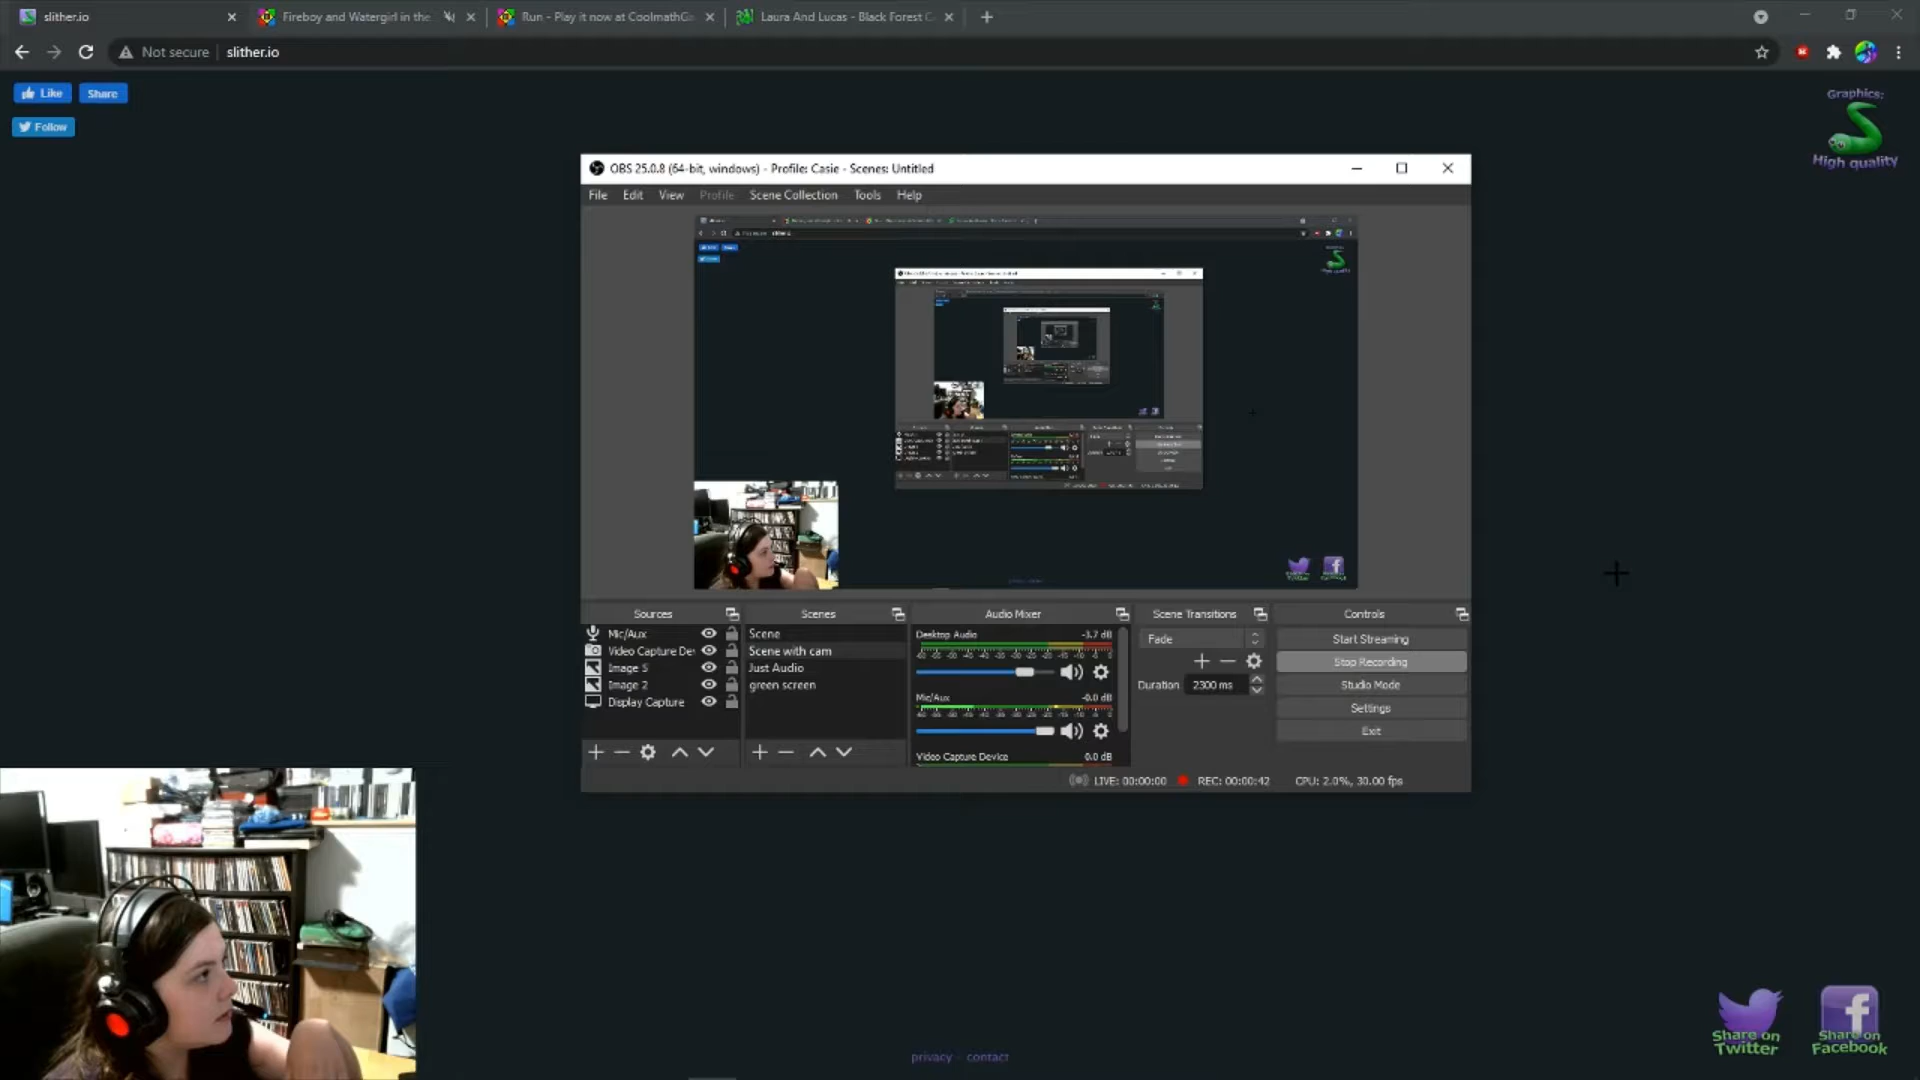 slither.io
Fireboy and Watergirl in the
Run - Play it now at CoolmathGa
Laura And Lucas - Black Forest C
Not secure
slither.io
Like
Share
Follow
Graphics:
High quality
OBS 25.0.8 (64-bit, windows) - Profile: Casie - Scenes: Untitled
File Edit View Profile Scene Collection Tools Help
Sources
Mic/Aux
Video Capture Dev
Image 5
Image 2
Display Capture
Scenes
Scene
Scene with cam
Just Audio
green screen
Audio Mixer
Desktop Audio -3.7 dB
Mic/Aux -0.0 dB
Video Capture Device 0.0 dB
Scene Transitions
Fade
Duration 2300 ms
Controls
Start Streaming
Stop Recording
Studio Mode
Settings
Exit
LIVE: 00:00:00 REC: 00:00:42 CPU: 2.0%, 30.00 fps
Share on
Twitter
Share on
Facebook
privacy - contact